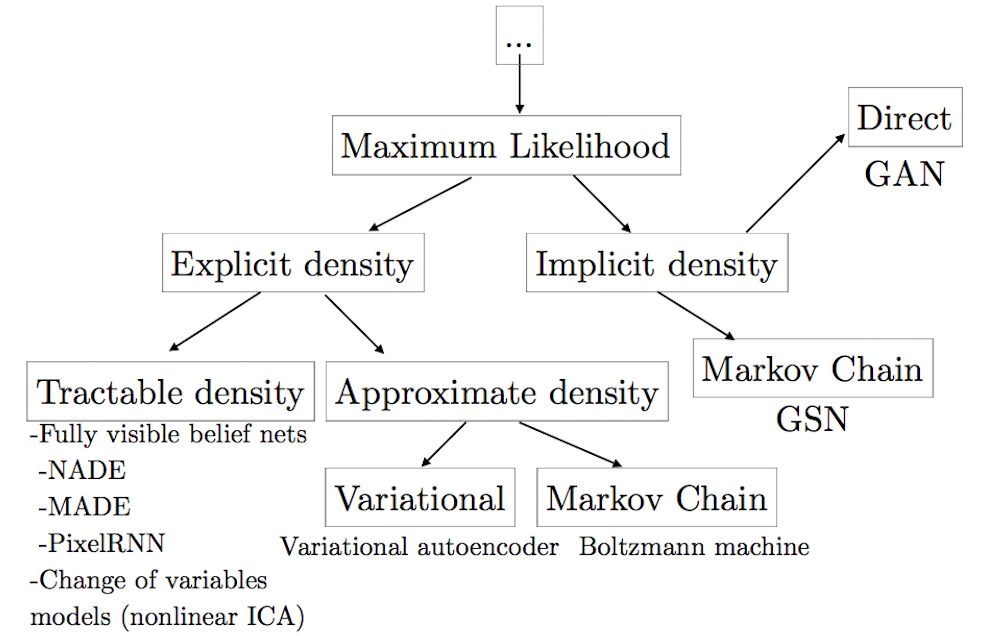 ...
Maximum Likelihood
Direct
GAN
Explicit density
Implicit density
Tractable density
Approximate density
Markov Chain
GSN
-Fully visible belief nets
-NADE
-MADE
-PixelRNN
-Change of variables
models (nonlinear ICA)
Variational
Markov Chain
Variational autoencoder
Boltzmann machine